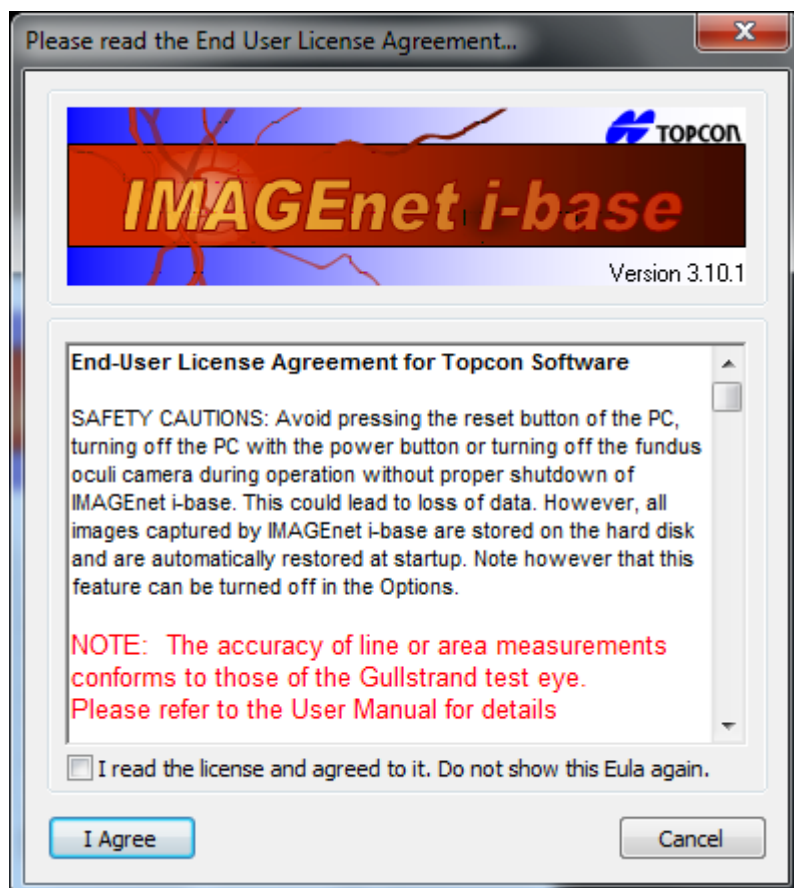 Please read the End User License Agreement...
TOPCON
IMAGEnet i-base
Version 3.10.1
End-User License Agreement for Topcon Software
SAFETY CAUTIONS: Avoid pressing the reset button of the PC,
turning off the PC with the power button or turning off the fundus
oculi camera during operation without proper shutdown of
IMAGEnet i-base. This could lead to loss of data. However, all
images captured by IMAGEnet i-base are stored on the hard disk
and are automatically restored at startup. Note however that this
feature can be turned off in the Options.
NOTE: The accuracy of line or area measurements
conforms to those of the Gullstrand test eye.
Please refer to the User Manual for details
I read the license and agreed to it. Do not show this Eula again.
I Agree
Cancel